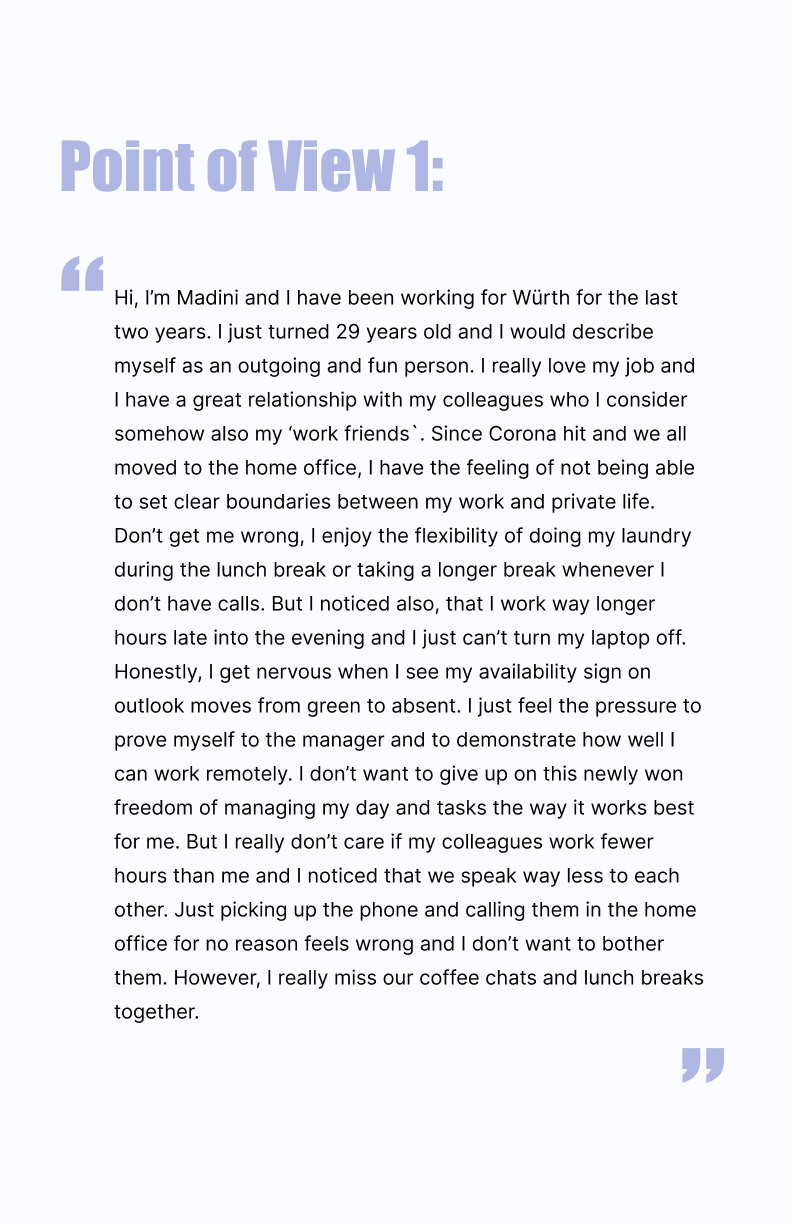 Point of View 1:
“
Hi, I’m Madini and I have been working for Würth for the last
two years. I just turned 29 years old and I would describe
myself as an outgoing and fun person. I really love my job and
I have a great relationship with my colleagues who I consider
somehow also my ‘work friends`. Since Corona hit and we all
moved to the home office, I have the feeling of not being able
to set clear boundaries between my work and private life.
Don’t get me wrong, I enjoy the flexibility of doing my laundry
during the lunch break or taking a longer break whenever I
don’t have calls. But I noticed also, that I work way longer
hours late into the evening and I just can’t turn my laptop off.
Honestly, I get nervous when I see my availability sign on
outlook moves from green to absent. I just feel the pressure to
prove myself to the manager and to demonstrate how well I
can work remotely. I don’t want to give up on this newly won
freedom of managing my day and tasks the way it works best
for me. But I really don’t care if my colleagues work fewer
hours than me and I noticed that we speak way less to each
other. Just picking up the phone and calling them in the home
office for no reason feels wrong and I don’t want to bother
them. However, I really miss our coffee chats and lunch breaks
together.
”